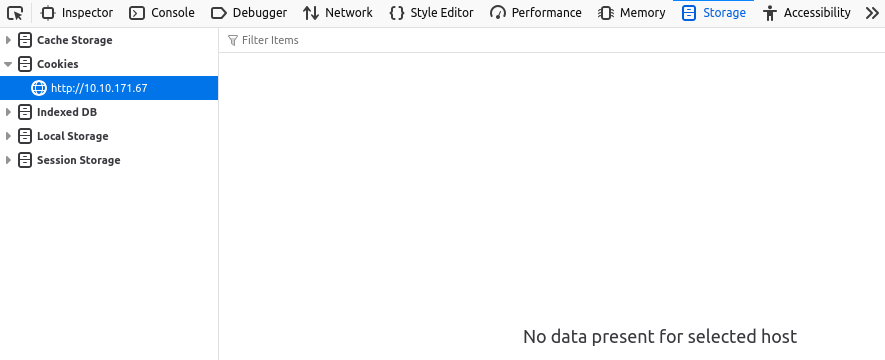 Inspector Console Debugger Network Style Editor Performance Memory Storage Accessibility
Cache Storage
Filter Items
Cookies
http://10.10.171.67
Indexed DB
Local Storage
Session Storage
No data present for selected host